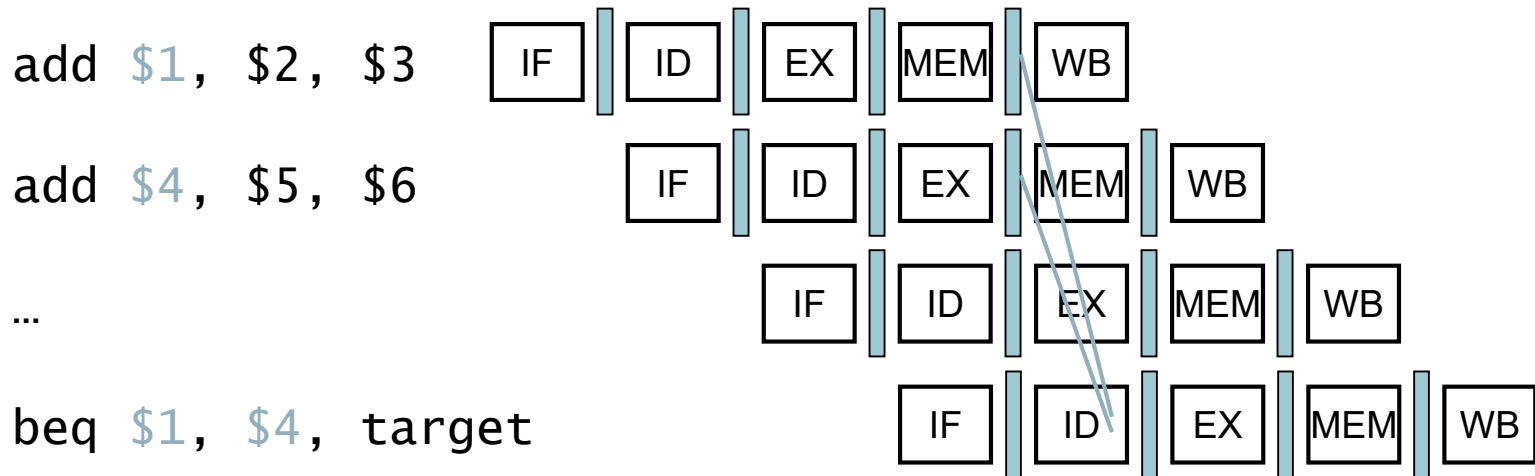 add $1, $2, $3 IF ID EX MEM WB
add $4, $5, $6 IF ID EX MEM WB
… IF ID EX MEM WB
beq $1, $4, target IF ID EX MEM WB